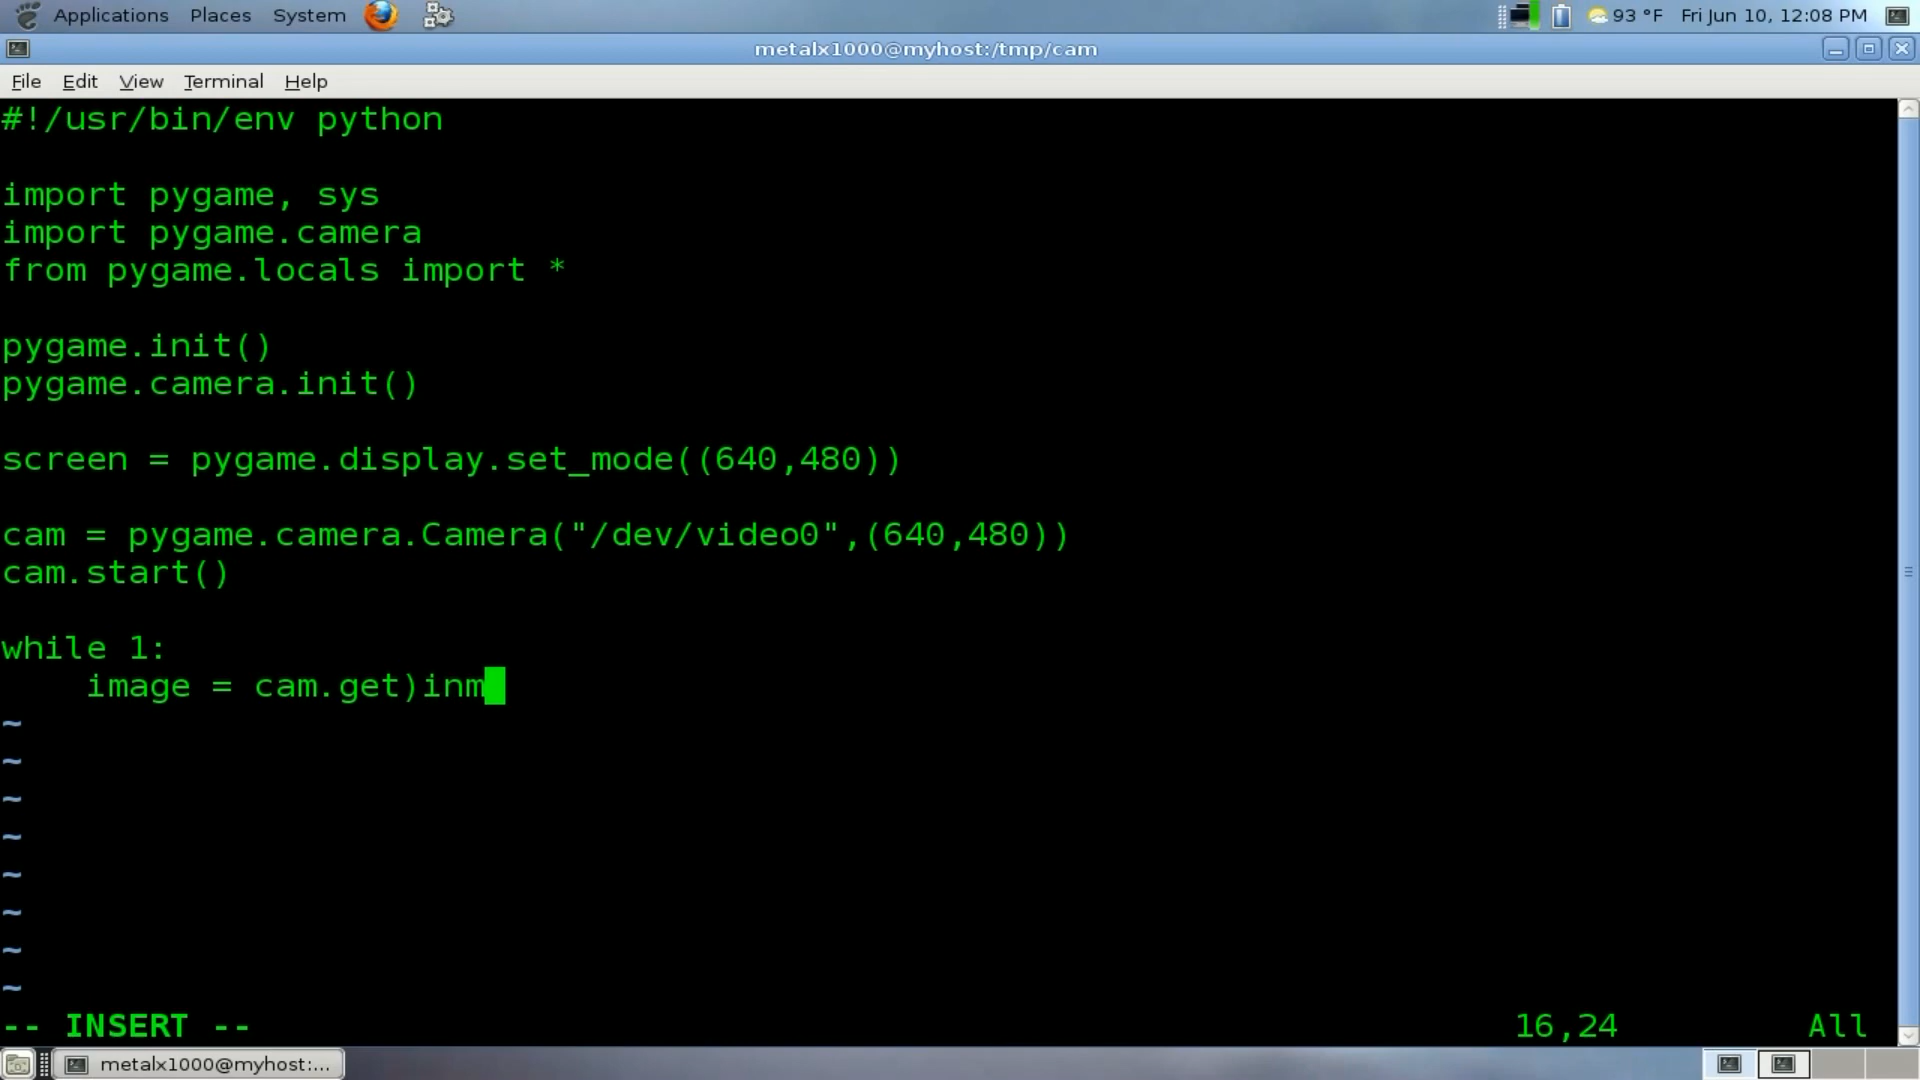 Applications Places System 93 °F Fri Jun 10, 12:08 PM
metalx1000@myhost:/tmp/cam
File Edit View Terminal Help
#!/usr/bin/env python
import pygame, sys
import pygame.camera
from pygame.locals import *
pygame.init()
pygame.camera.init()
screen = pygame.display.set_mode((640,480))
cam = pygame.camera.Camera("/dev/video0",(640,480))
cam.start()
while 1:
    image = cam.get)inm
~
~
~
~
~
~
~
~
-- INSERT -- 16,24 All
metalx1000@myhost:...